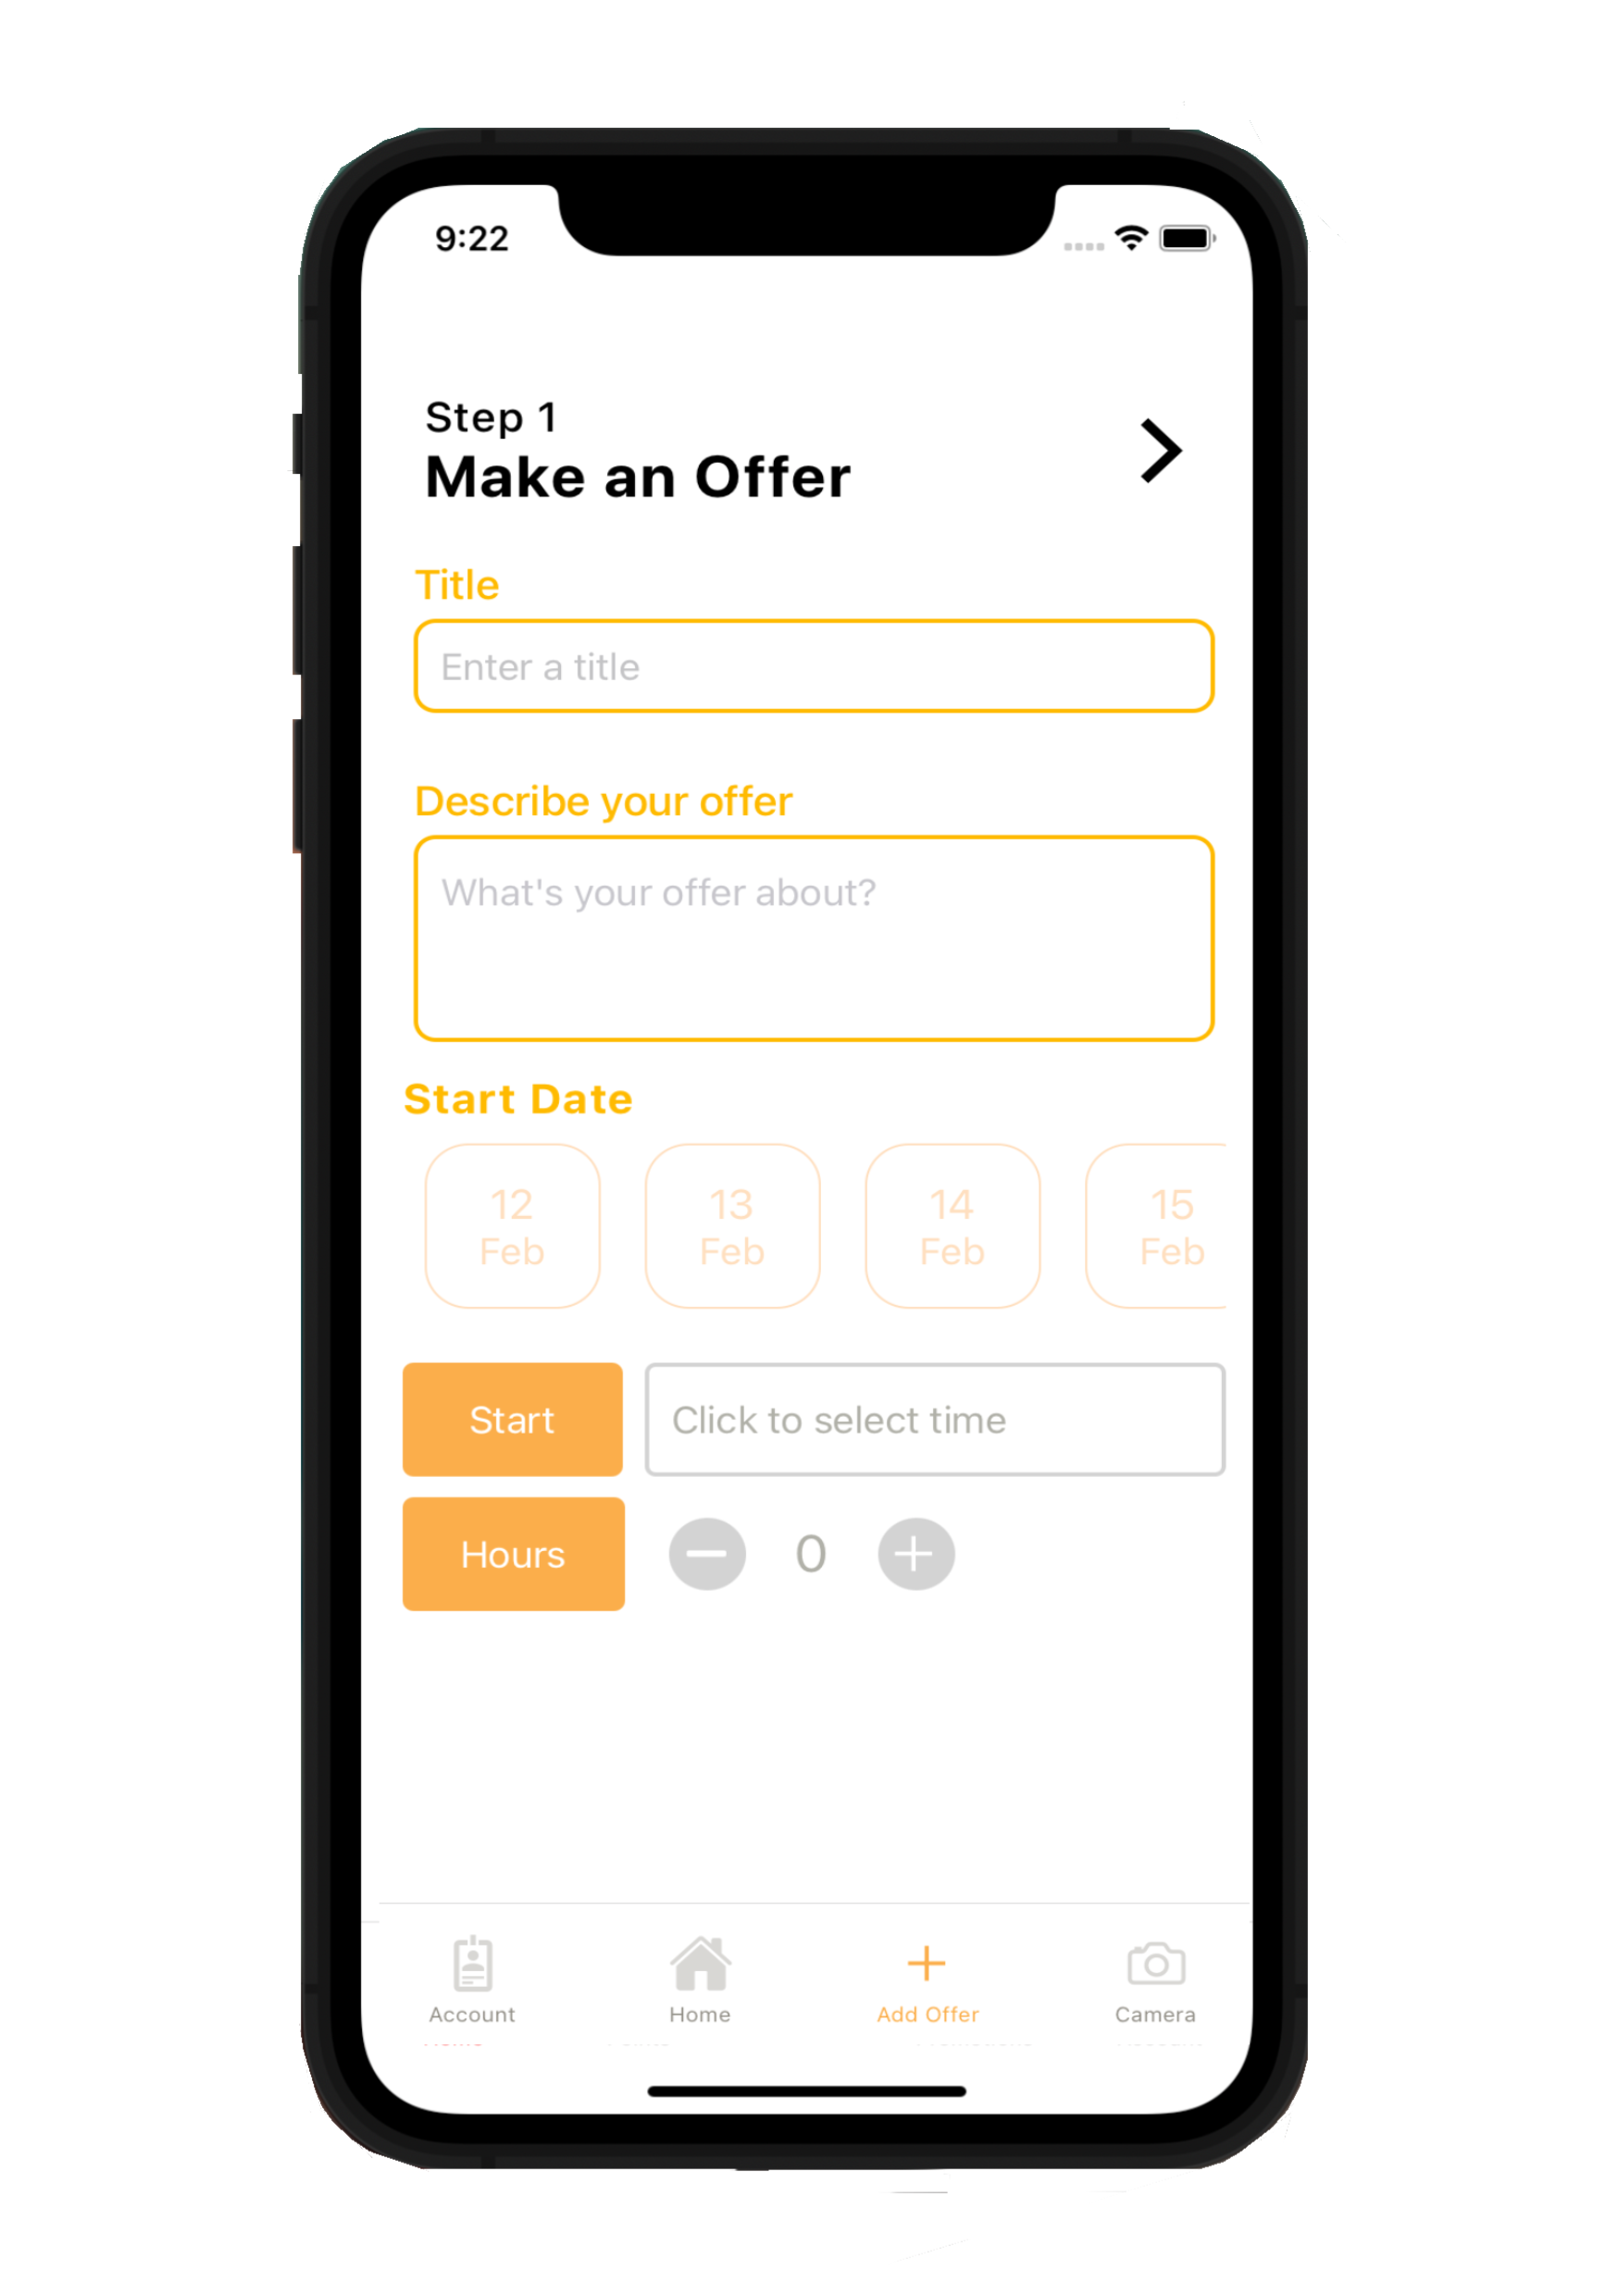 9:22
Step 1
Make an Offer
Title
Enter a title
Describe your offer
What's your offer about?
Start Date
12 13 14 15
Feb Feb Feb Feb
Start Click to select time
Hours 0
Account Home Add Offer Camera